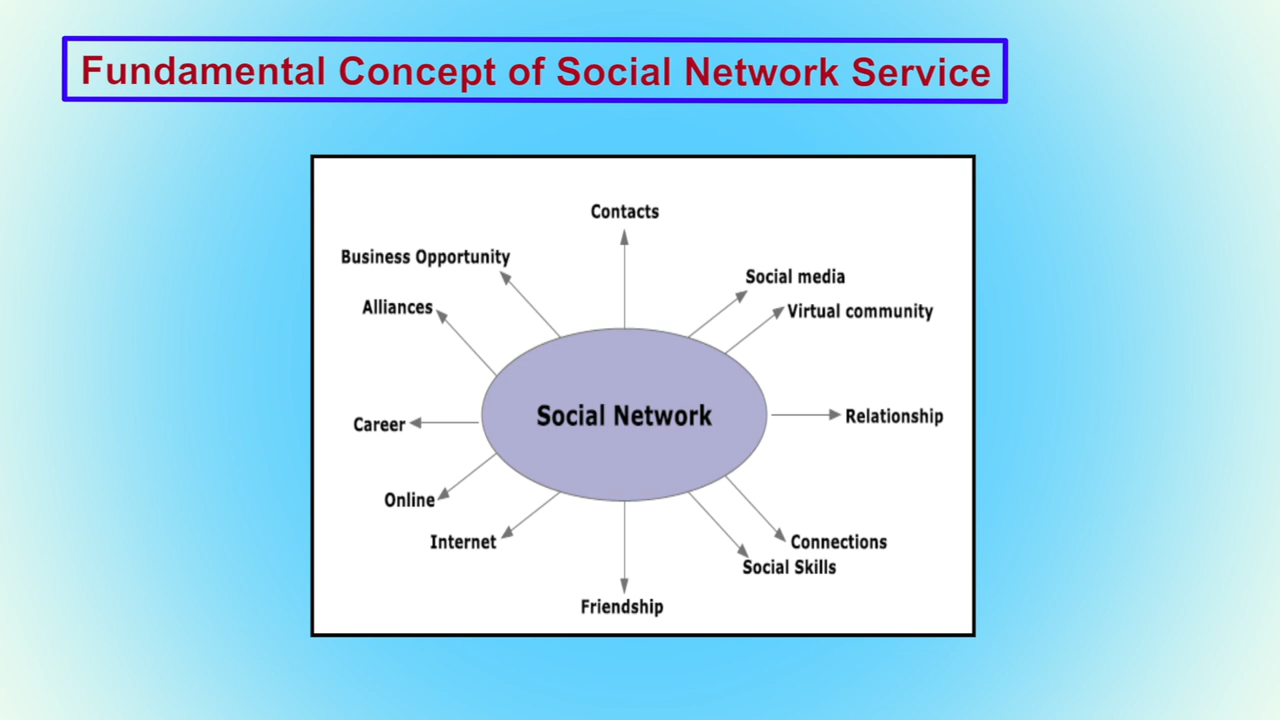 Fundamental Concept of Social Network Service
Contacts
Business Opportunity
Social media
Alliances
Virtual community
Social Network
Career
Relationship
Online
Internet
Connections
Social Skills
Friendship